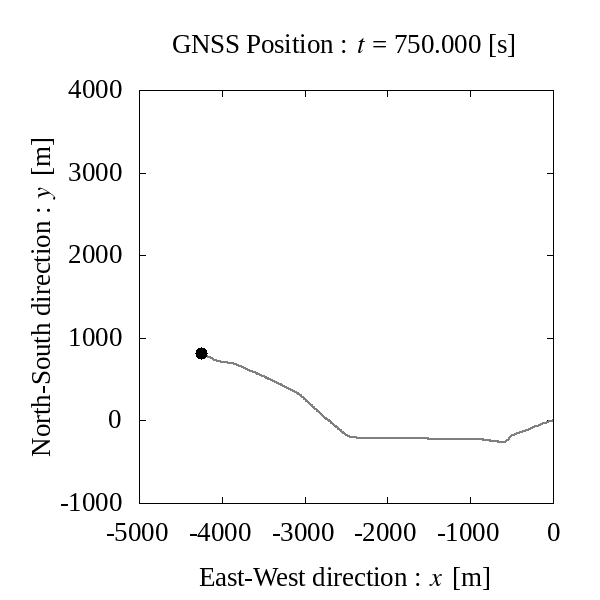 GNSS Position : t = 750.000 [s]
4000
3000
2000
1000
0
-1000
North-South direction : y [m]
-5000 -4000 -3000 -2000 -1000 0
East-West direction : x [m]